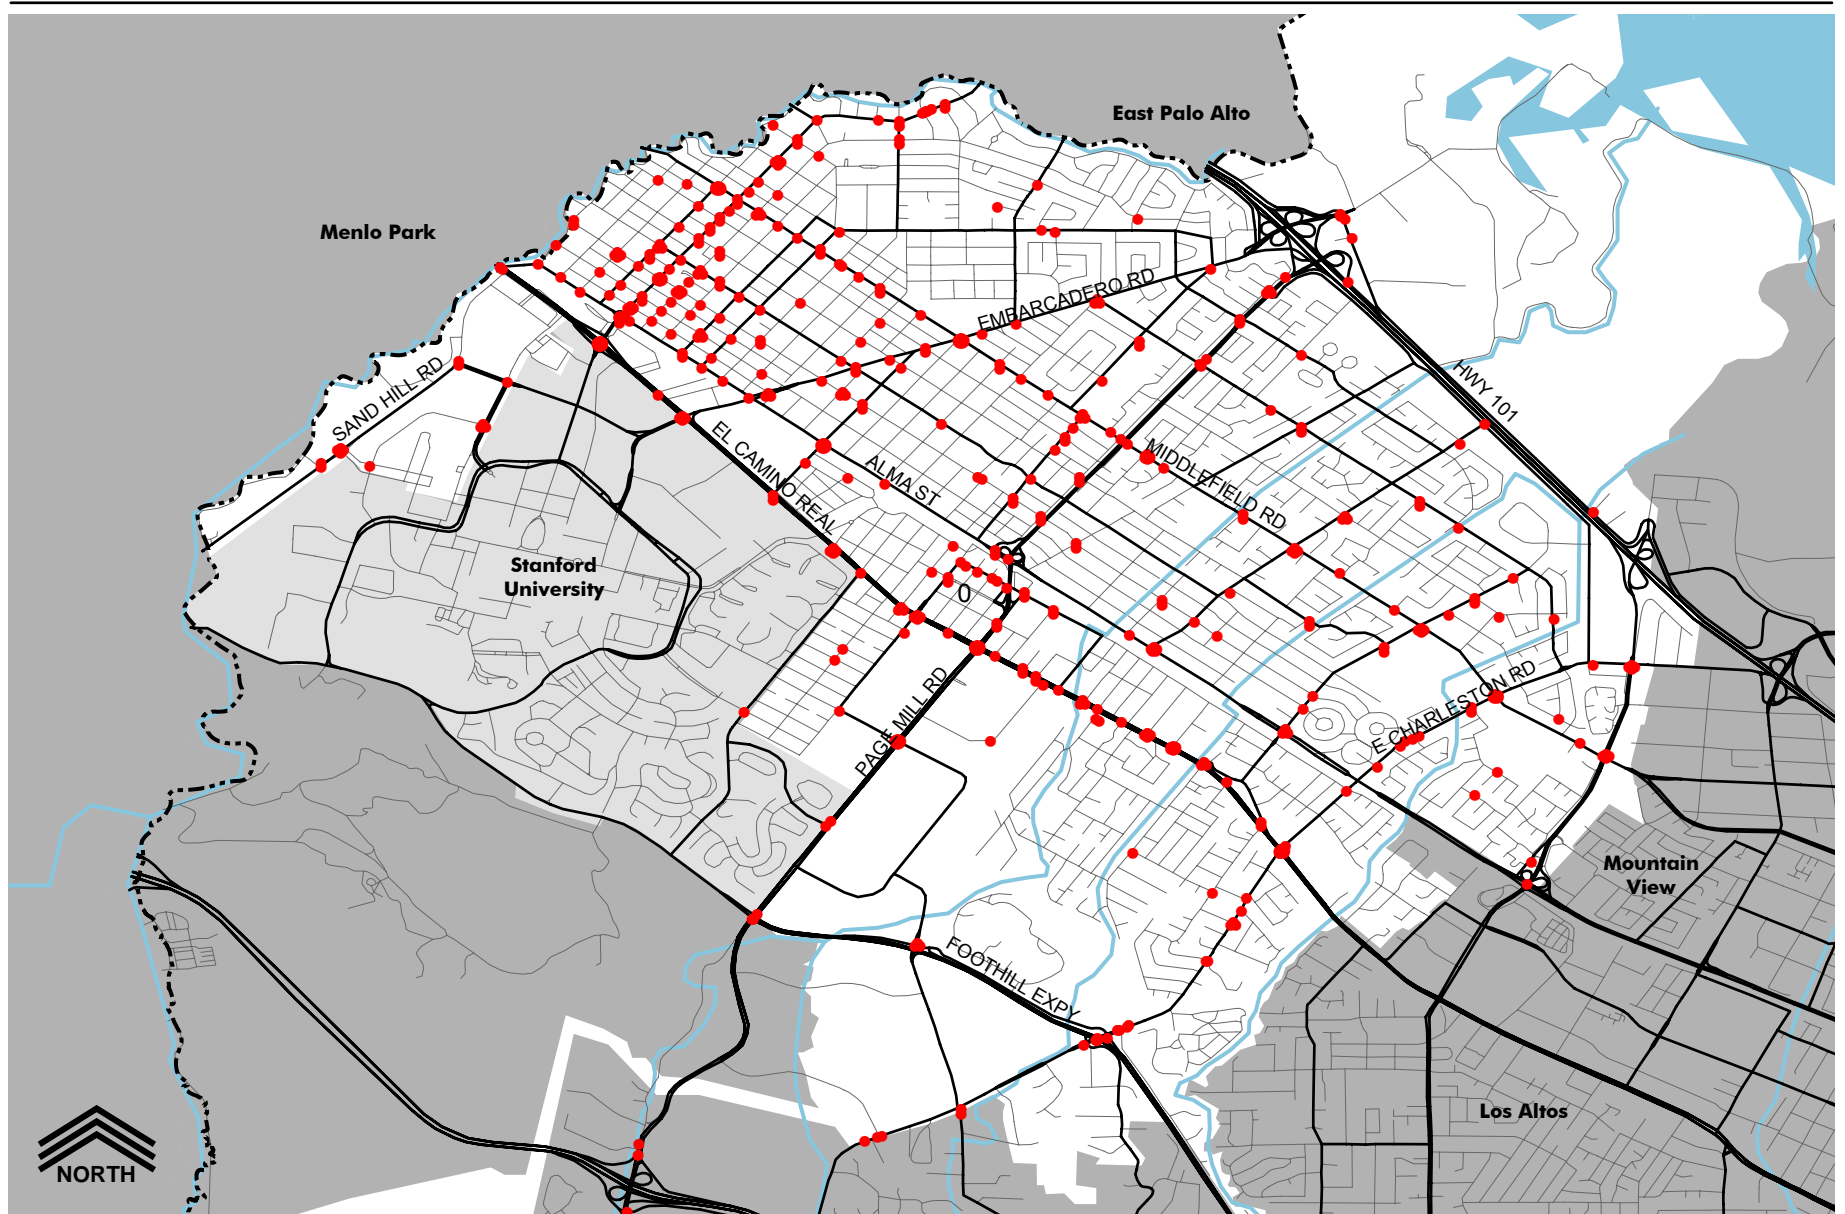 East Palo Alto
Menlo Park
EMBARCADERO RD
SAND HILL RD
HWY 101
EL CAMINO REAL
ALMA ST
MIDDLEFIELD RD
Stanford
University
0
PAGE MILL RD
E CHARLESTON RD
Mountain
View
FOOTHILL EXPY
Los Altos
NORTH